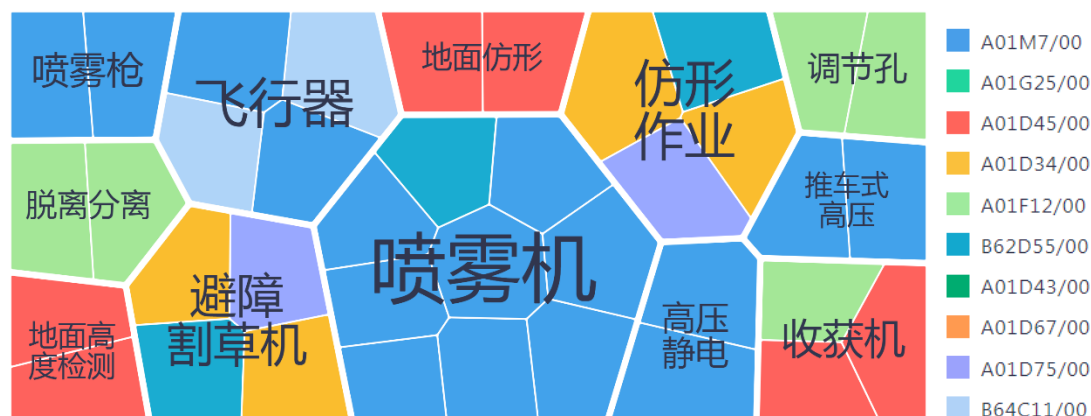 喷雾枪
飞行器
地面仿形
仿形
作业
调节孔
脱离分离
喷雾机
推车式
高压
避障
割草机
地面高
度检测
高压
静电
收获机
A01M7/00
A01G25/00
A01D45/00
A01D34/00
A01F12/00
B62D55/00
A01D43/00
A01D67/00
A01D75/00
B64C11/00